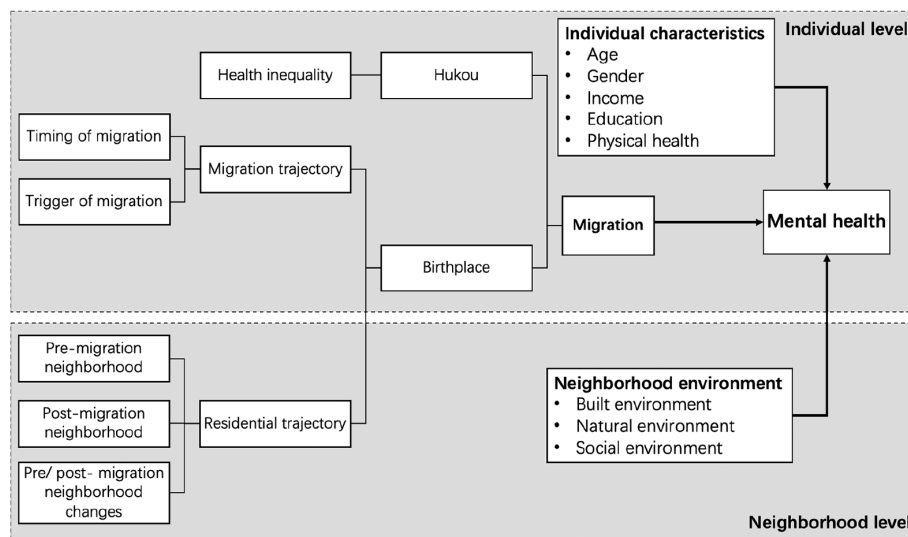 Individual level
Individual characteristics
• Age
• Gender
• Income
• Education
• Physical health
Health inequality
Hukou
Timing of migration
Trigger of migration
Migration trajectory
Birthplace
Migration
Mental health
Pre-migration
neighborhood
Post-migration
neighborhood
Pre/ post- migration
neighborhood
changes
Residential trajectory
Neighborhood environment
• Built environment
• Natural environment
• Social environment
Neighborhood level